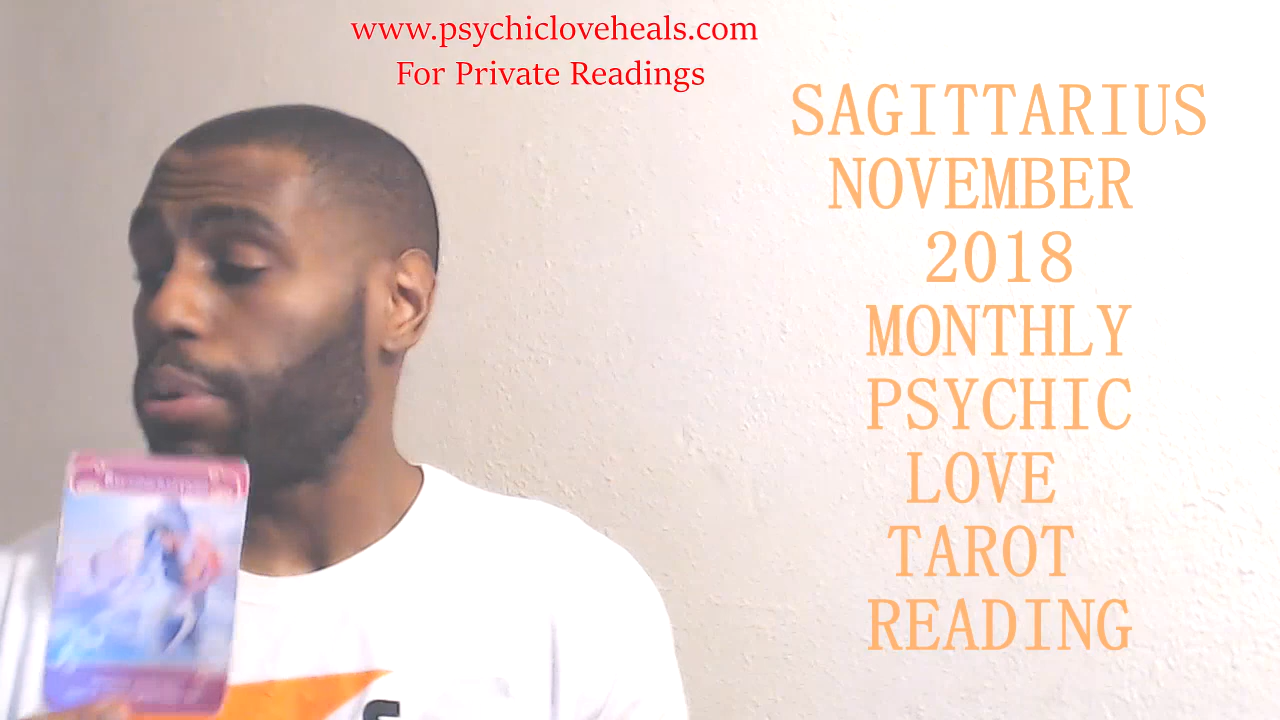 www.psychicloveheals.com
For Private Readings
SAGITTARIUS
NOVEMBER
2018
MONTHLY
PSYCHIC
LOVE
TAROT
READING